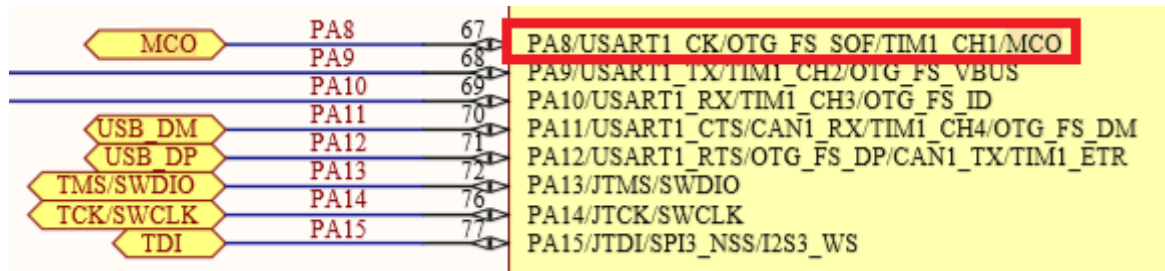 MCO PA8 67 PA8/USART1_CK/OTG_FS_SOF/TIM1_CH1/MCO
PA9 68 PA9/USART1_TX/TIM1_CH2/OTG_FS_VBUS
PA10 69 PA10/USART1_RX/TIM1_CH3/OTG_FS_ID
USB_DM PA11 70 PA11/USART1_CTS/CAN1_RX/TIM1_CH4/OTG_FS_DM
USB_DP PA12 71 PA12/USART1_RTS/OTG_FS_DP/CAN1_TX/TIM1_ETR
TMS/SWDIO PA13 72 PA13/JTMS/SWDIO
TCK/SWCLK PA14 76 PA14/JTCK/SWCLK
TDI PA15 77 PA15/JTDI/SPI3_NSS/I2S3_WS